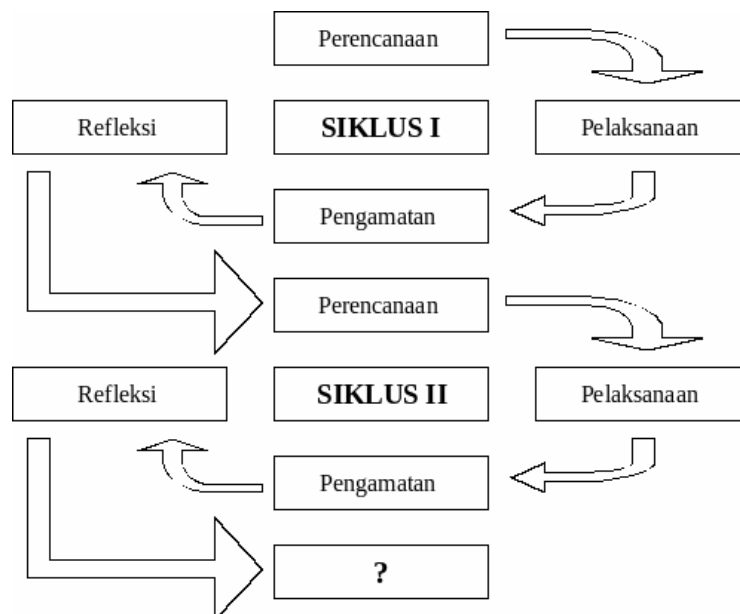 Perencanaan
Refleksi
SIKLUS I
Pelaksanaan
Pengamatan
Perencanaan
Refleksi
SIKLUS II
Pelaksanaan
Pengamatan
?